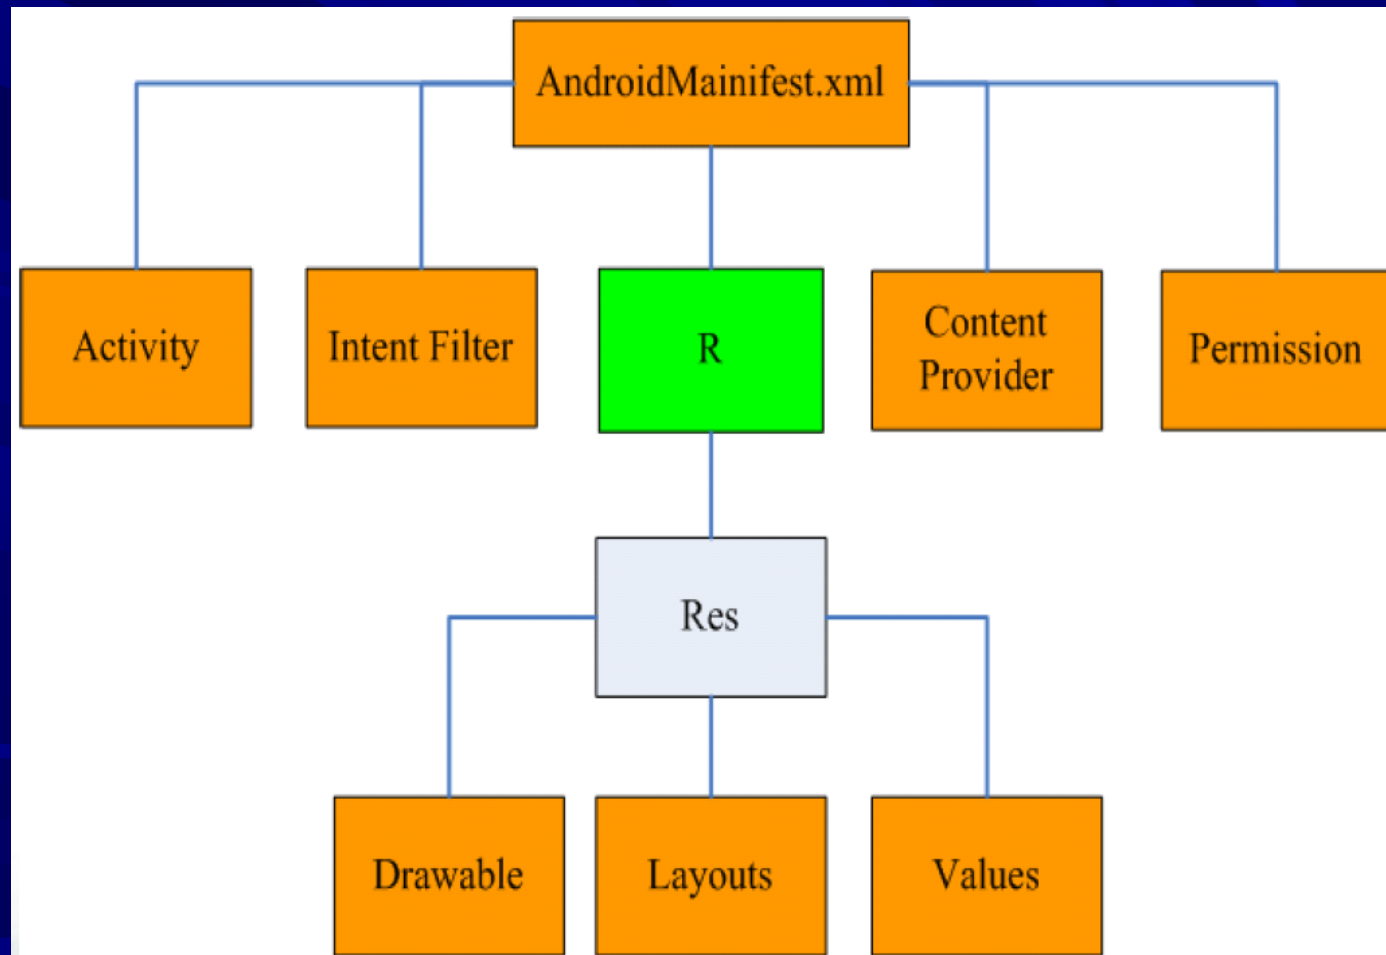 AndroidMainifest.xml
Activity
Intent Filter
R
Content
Provider
Permission
Res
Drawable
Layouts
Values